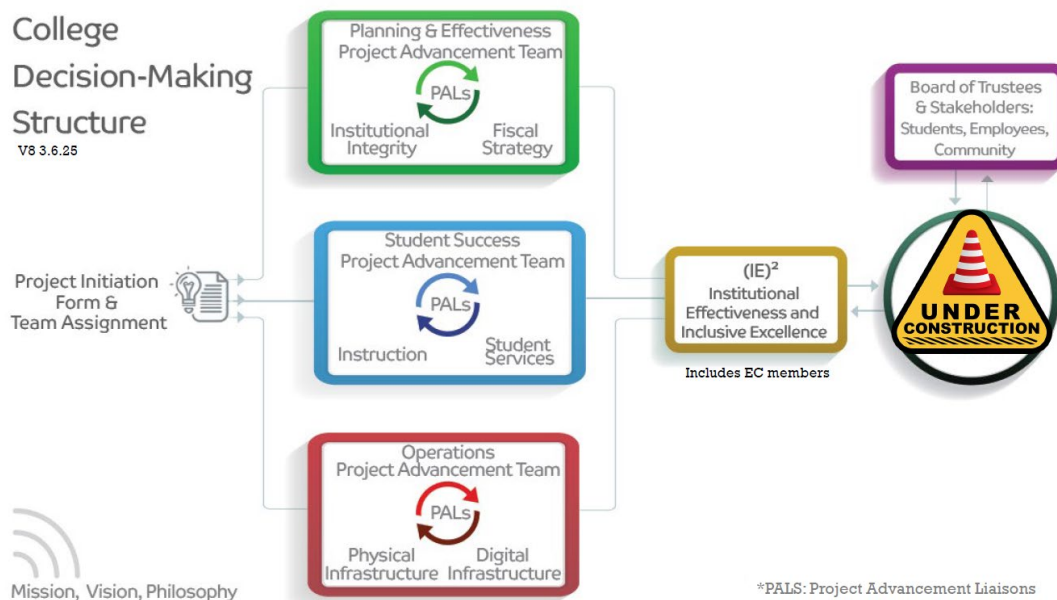 College
Decision-Making
Structure
V8 3.6.25
Planning & Effectiveness
Project Advancement Team
PALs
Institutional
Integrity
Fiscal
Strategy
Board of Trustees
& Stakeholders:
Students, Employees,
Community
Project Initiation
Form &
Team Assignment
Student Success
Project Advancement Team
PALs
Instruction
Student
Services
(IE)²
Institutional
Effectiveness and
Inclusive Excellence
Includes EC members
UNDER
CONSTRUCTION
Operations
Project Advancement Team
PALs
Physical
Infrastructure
Digital
Infrastructure
Mission, Vision, Philosophy
*PALS: Project Advancement Liaisons